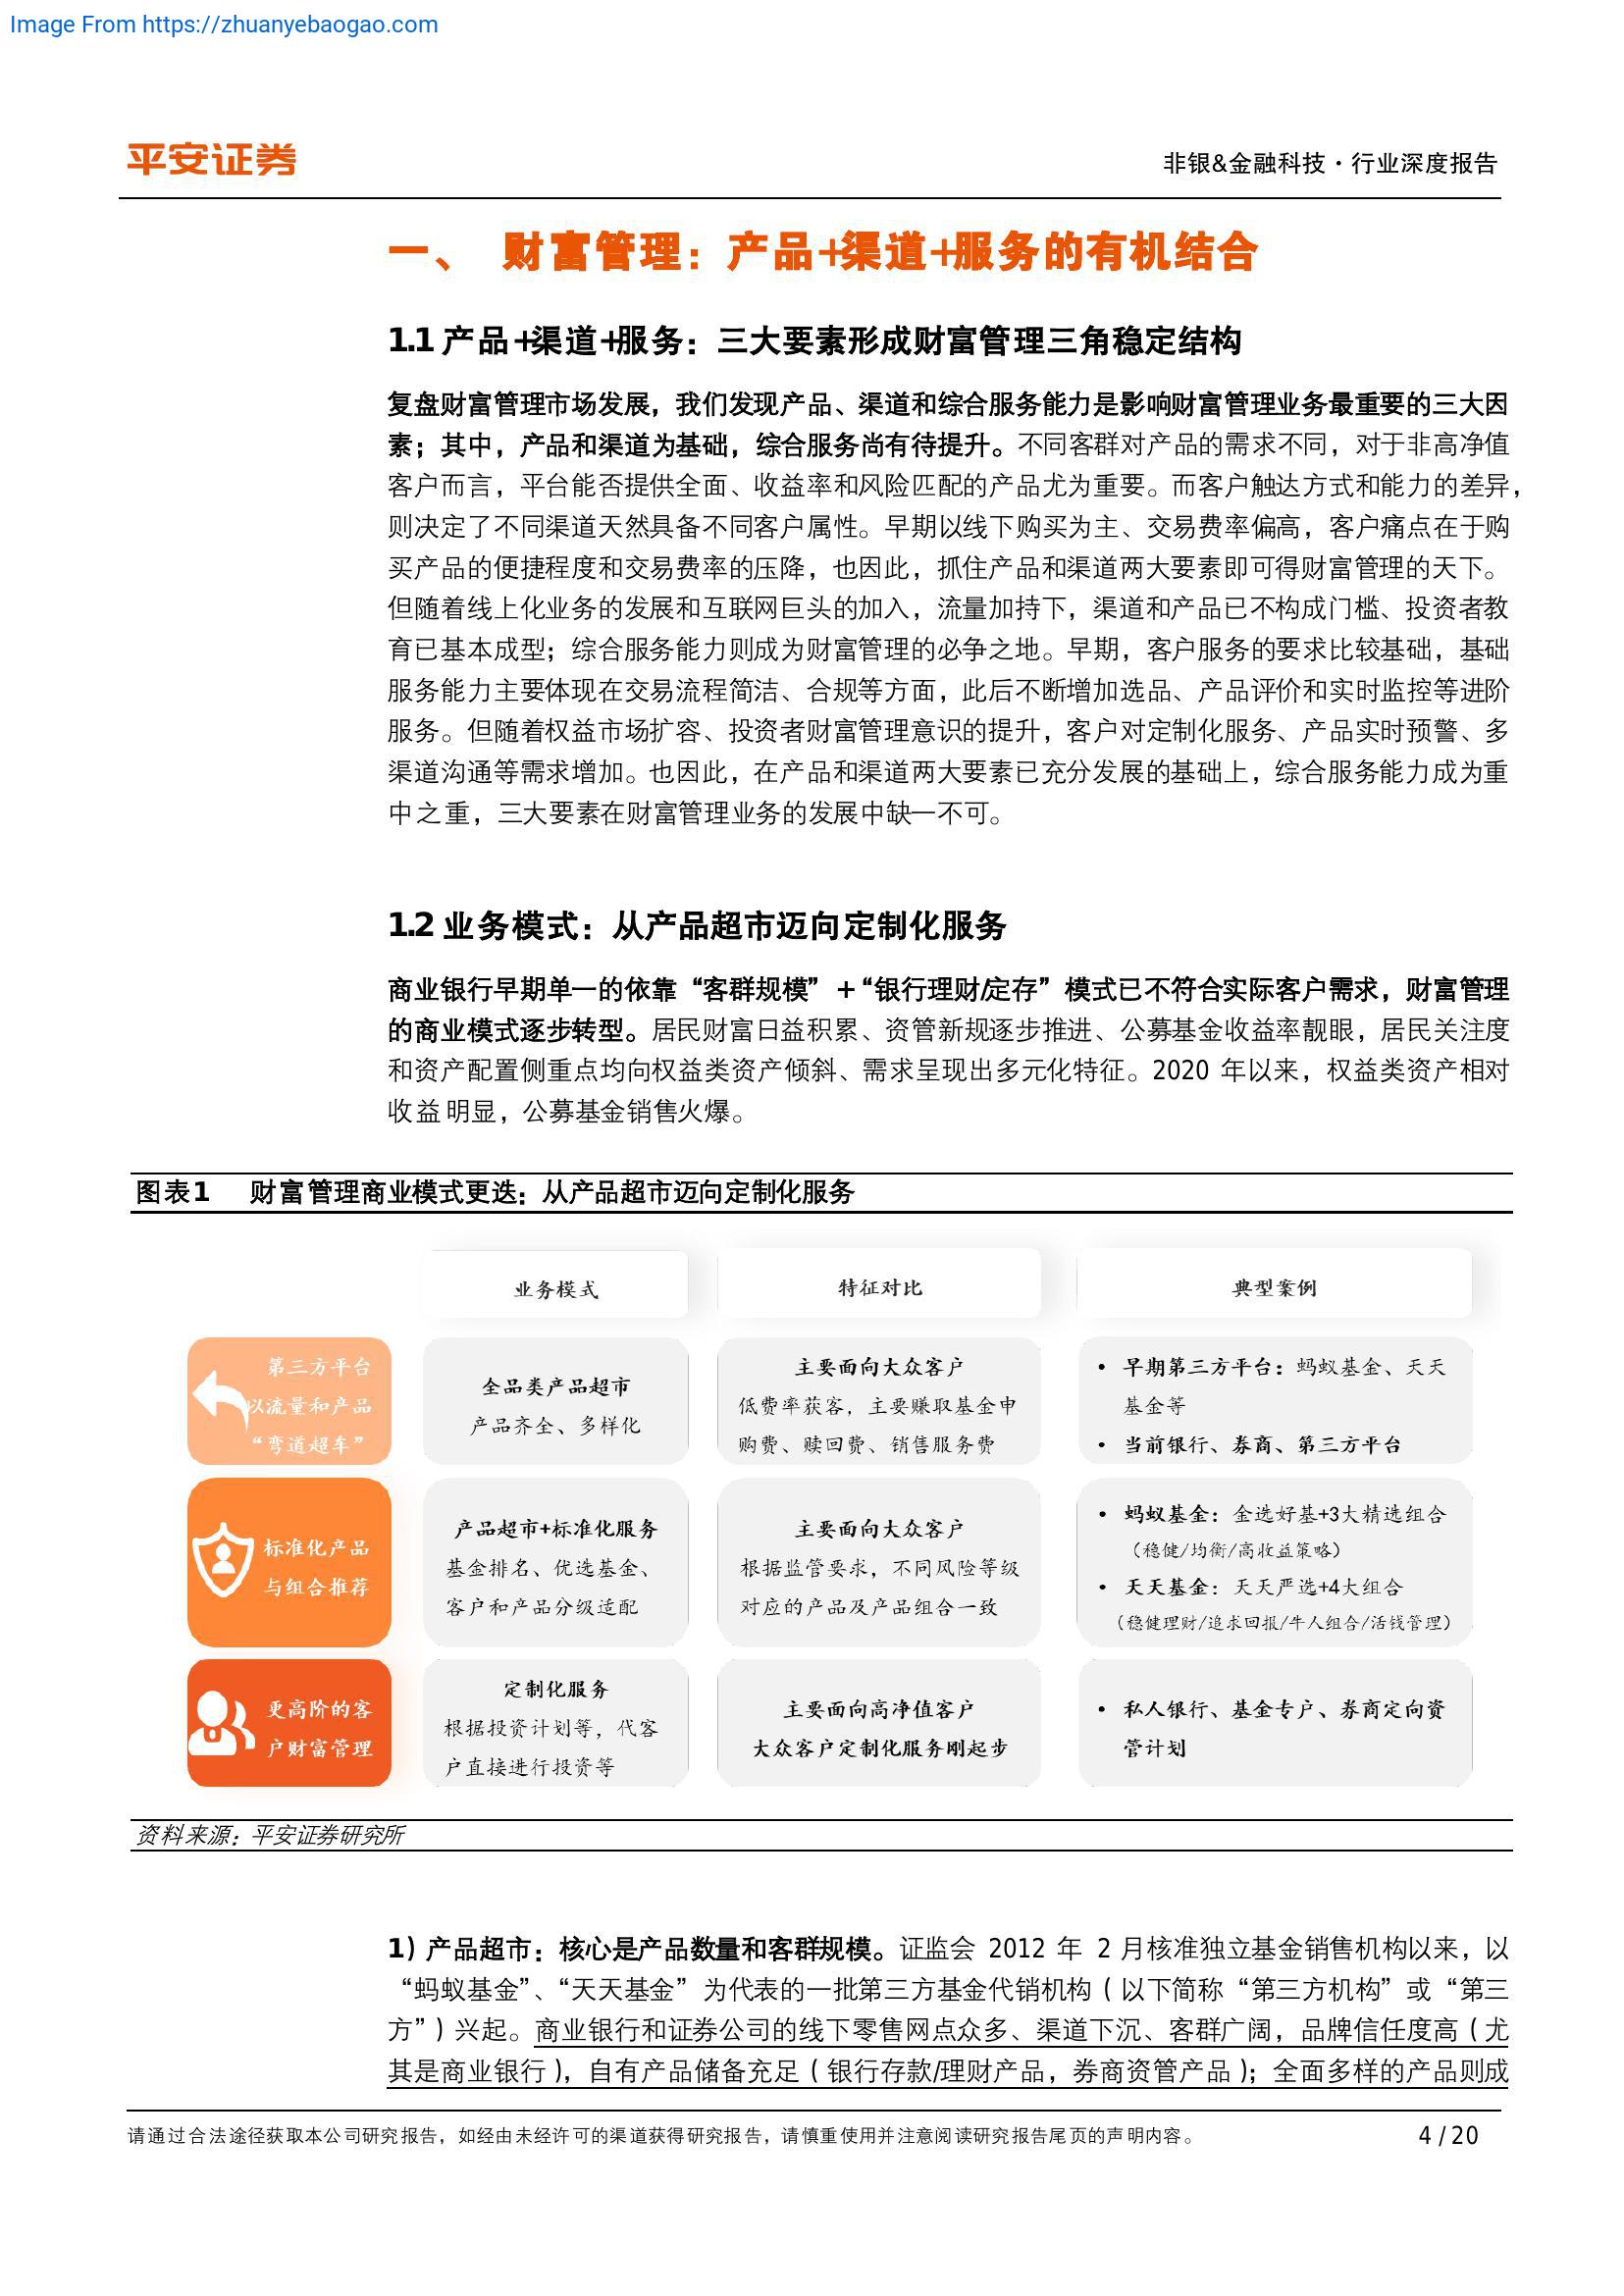 Image From https://zhuanyebaogao.com
平安证券
非银&金融科技·行业深度报告
一、 财富管理：产品+渠道+服务的有机结合
1.1 产品+渠道+服务：三大要素形成财富管理三角稳定结构
复盘财富管理市场发展，我们发现产品、渠道和综合服务能力是影响财富管理业务最重要的三大因
素；其中，产品和渠道为基础，综合服务尚有待提升。不同客群对产品的需求不同，对于非高净值
客户而言，平台能否提供全面、收益率和风险匹配的产品尤为重要。而客户触达方式和能力的差异，
则决定了不同渠道天然具备不同客户属性。早期以线下购买为主、交易费率偏高，客户痛点在于购
买产品的便捷程度和交易费率的压降，也因此，抓住产品和渠道两大要素即可得财富管理的天下。
但随着线上化业务的发展和互联网巨头的加入，流量加持下，渠道和产品已不构成门槛、投资者教
育已基本成型；综合服务能力则成为财富管理的必争之地。早期，客户服务的要求比较基础，基础
服务能力主要体现在交易流程简洁、合规等方面，此后不断增加选品、产品评价和实时监控等进阶
服务。但随着权益市场扩容、投资者财富管理意识的提升，客户对定制化服务、产品实时预警、多
渠道沟通等需求增加。也因此，在产品和渠道两大要素已充分发展的基础上，综合服务能力成为重
中之重，三大要素在财富管理业务的发展中缺一不可。
1.2 业务模式：从产品超市迈向定制化服务
商业银行早期单一的依靠“客群规模”+“银行理财/定存”模式已不符合实际客户需求，财富管理
的商业模式逐步转型。居民财富日益积累、资管新规逐步推进、公募基金收益率靓眼，居民关注度
和资产配置侧重点均向权益类资产倾斜、需求呈现出多元化特征。2020 年以来，权益类资产相对
收益明显，公募基金销售火爆。
图表1 财富管理商业模式更迭：从产品超市迈向定制化服务
业务模式
特征对比
典型案例
第三方平台
以流量和产品
“弯道超车”
全品类产品超市
产品齐全、多样化
主要面向大众客户
低费率获客，主要赚取基金申
购费、赎回费、销售服务费
• 早期第三方平台：蚂蚁基金、天天
基金等
• 当前银行、券商、第三方平台
标准化产品
与组合推荐
产品超市+标准化服务
基金排名、优选基金、
客户和产品分级适配
主要面向大众客户
根据监管要求，不同风险等级
对应的产品及产品组合一致
• 蚂蚁基金：金选好基+3大精选组合
（稳健/均衡/高收益策略）
• 天天基金：天天严选+4大组合
（稳健理财/追求回报/牛人组合/活钱管理）
更高阶的客
户财富管理
定制化服务
根据投资计划等，代客
户直接进行投资等
主要面向高净值客户
大众客户定制化服务刚起步
• 私人银行、基金专户、券商定向资
管计划
资料来源：平安证券研究所
1）产品超市：核心是产品数量和客群规模。证监会 2012 年 2 月核准独立基金销售机构以来，以
“蚂蚁基金”、“天天基金”为代表的一批第三方基金代销机构（以下简称“第三方机构”或“第三
方”）兴起。商业银行和证券公司的线下零售网点众多、渠道下沉、客群广阔，品牌信任度高（尤
其是商业银行），自有产品储备充足（银行存款/理财产品，券商资管产品）；全面多样的产品则成
请通过合法途径获取本公司研究报告，如经由未经许可的渠道获得研究报告，请慎重使用并注意阅读研究报告尾页的声明内容。
4 / 20